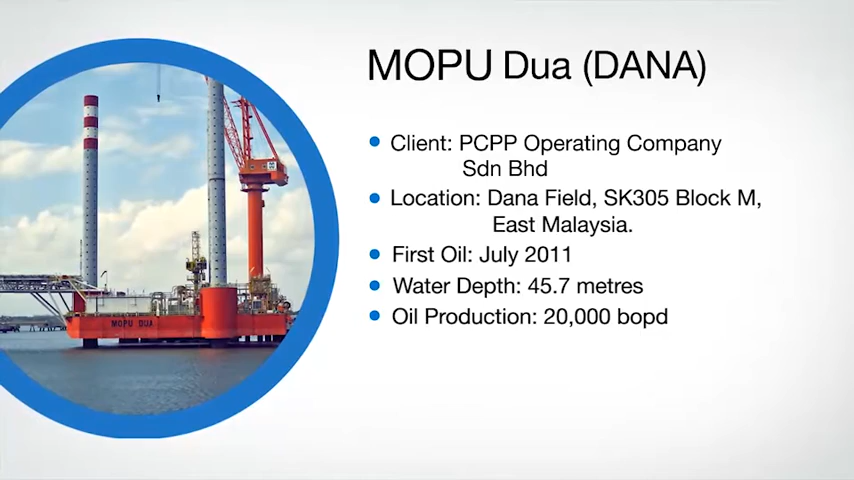 MOPU Dua (DANA)
• Client: PCPP Operating Company
Sdn Bhd
• Location: Dana Field, SK305 Block M,
East Malaysia.
• First Oil: July 2011
• Water Depth: 45.7 metres
• Oil Production: 20,000 bopd
MOPU DUA